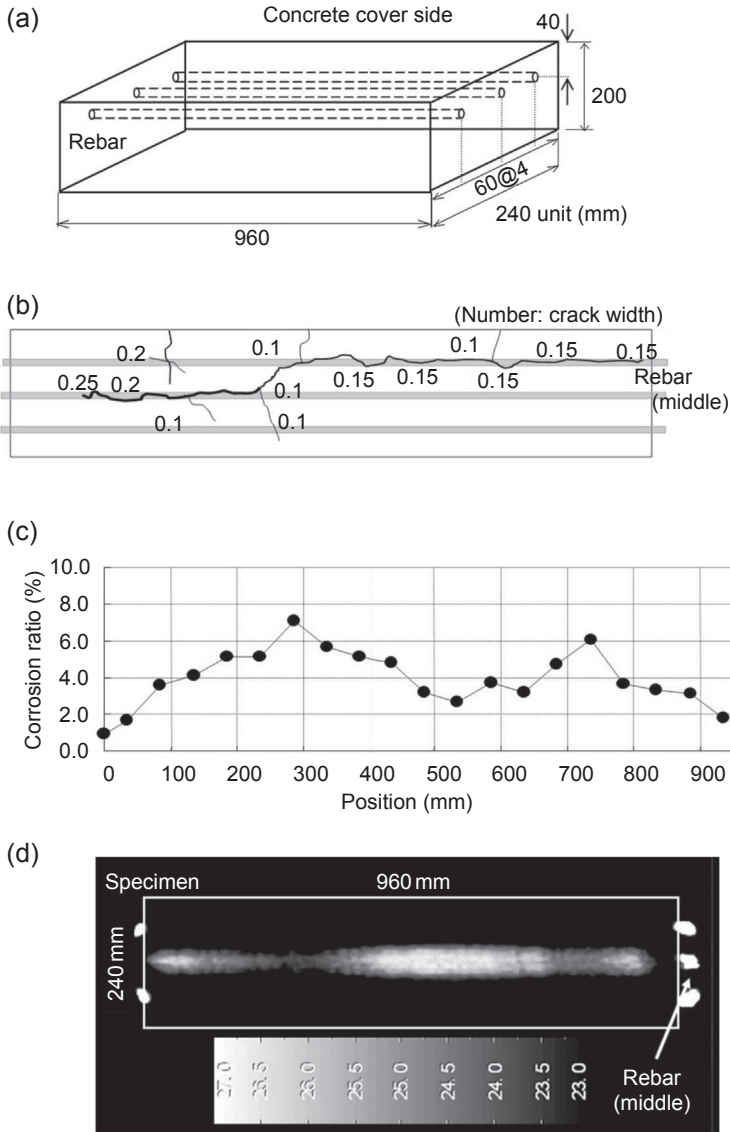 (a)
Concrete cover side
40
200
Rebar
60@4
240 unit (mm)
960
(b)
(Number: crack width)
0.2
0.1
0.1
0.15
0.15
0.25
0.2
0.15
0.15
0.15
Rebar
(middle)
0.1
0.1
0.1
(c)
Corrosion ratio (%)
10.0
8.0
6.0
4.0
2.0
0.0
0
100
200
300
400
500
600
700
800
900
Position (mm)
(d)
Specimen
960 mm
240 mm
27.0
26.5
26.0
25.5
25.0
24.5
24.0
23.5
23.0
Rebar
(middle)